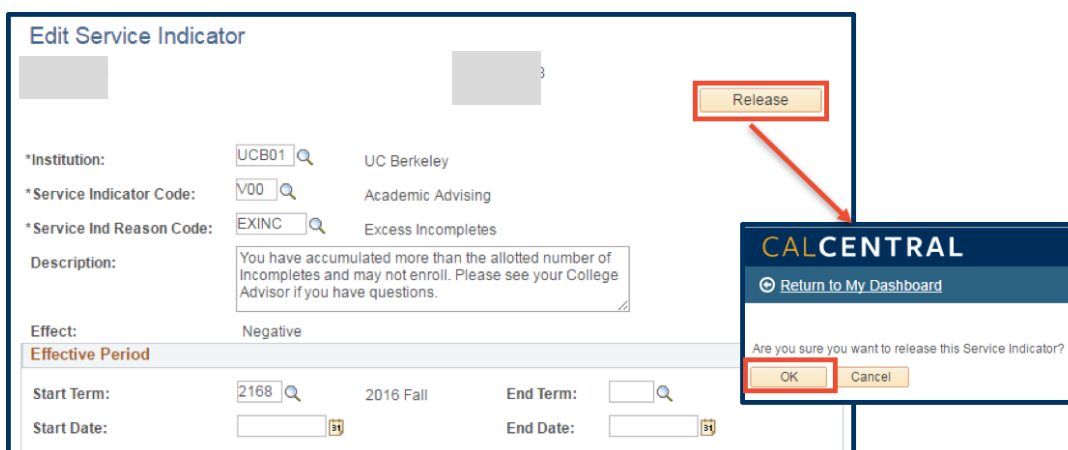 Edit Service Indicator
3
Release
*Institution: UCB01 UC Berkeley
*Service Indicator Code: V00 Academic Advising
*Service Ind Reason Code: EXINC Excess Incompletes
Description: You have accumulated more than the allotted number of
Incompletes and may not enroll. Please see your College
Advisor if you have questions.
Effect: Negative
Effective Period
Start Term: 2168 2016 Fall End Term:
Start Date: 31 End Date: 31
CALCENTRAL
Return to My Dashboard
Are you sure you want to release this Service Indicator?
OK Cancel